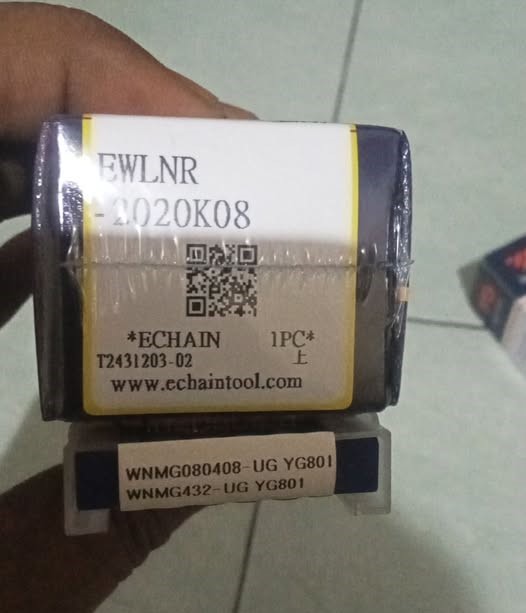 EWLNR
-2020K08
*ECHAIN 1PC*
T2431203-02 上
www.echaintool.com
WNMG080408-UG YG801
WNMG432-UG YG801